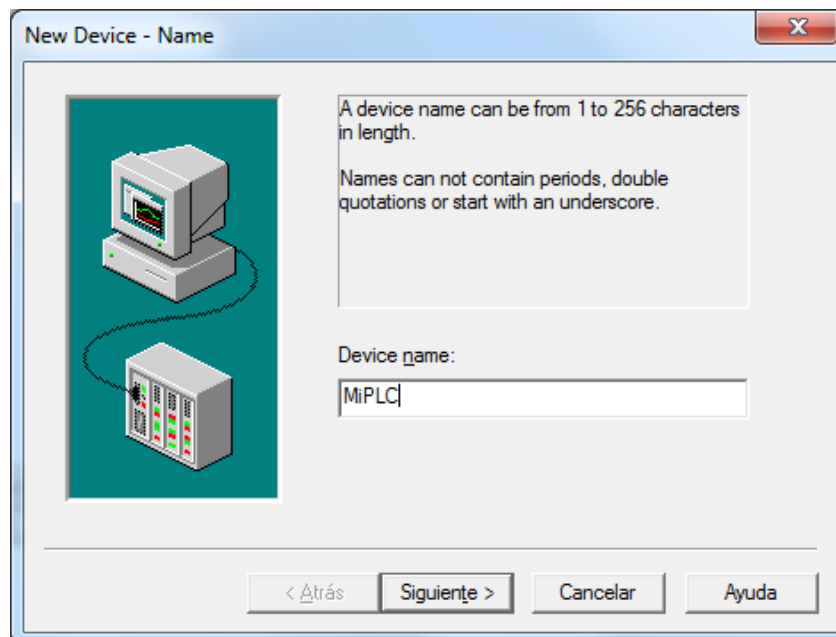 New Device - Name
A device name can be from 1 to 256 characters
in length.
Names can not contain periods, double
quotations or start with an underscore.
Device name:
MiPLC
< Atrás
Siguiente >
Cancelar
Ayuda